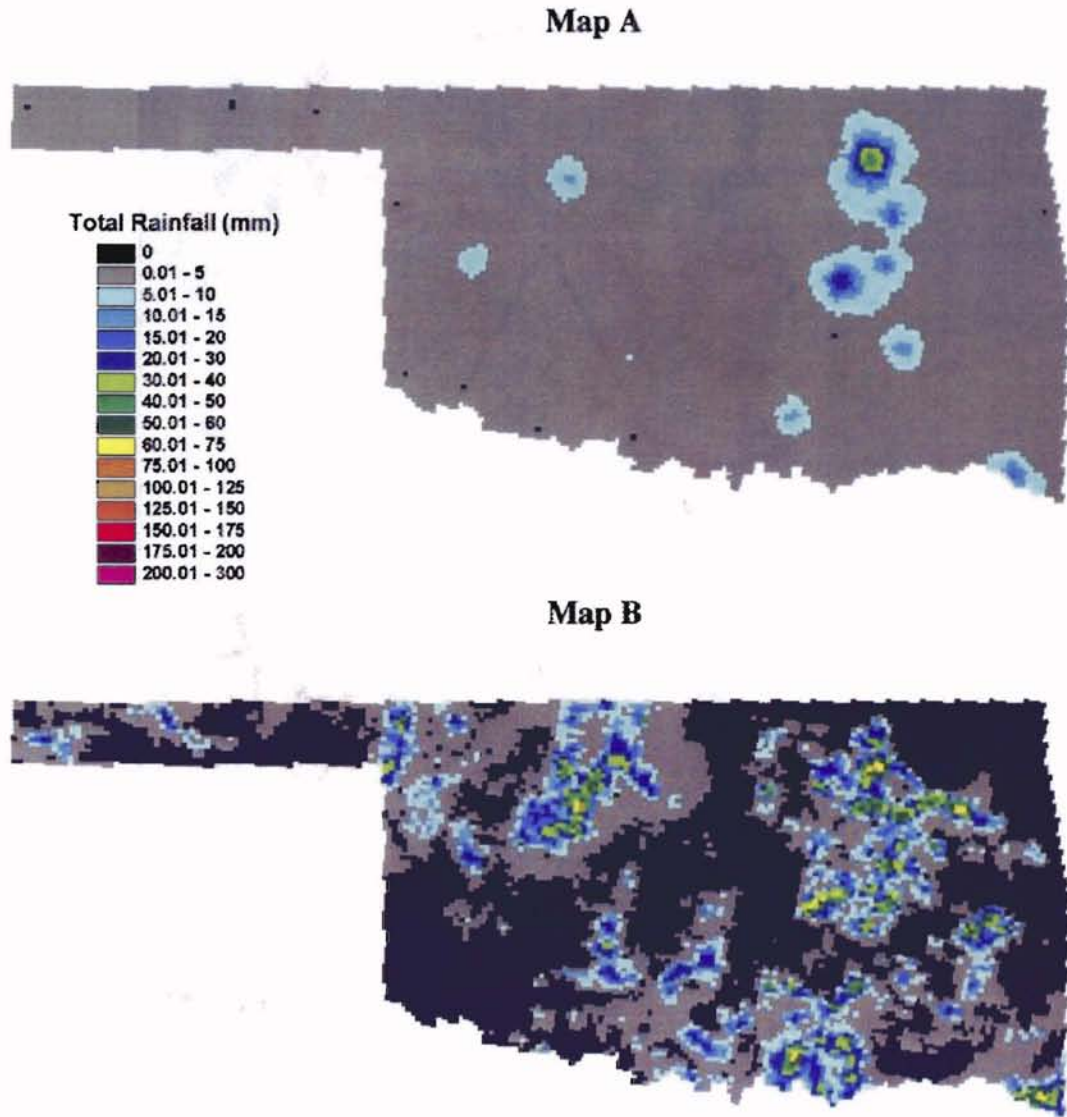 Map A
Total Rainfall (mm)
0
0.01 - 5
5.01 - 10
10.01 - 15
15.01 - 20
20.01 - 30
30.01 - 40
40.01 - 50
50.01 - 60
60.01 - 75
75.01 - 100
100.01 - 125
125.01 - 150
150.01 - 175
175.01 - 200
200.01 - 300
Map B